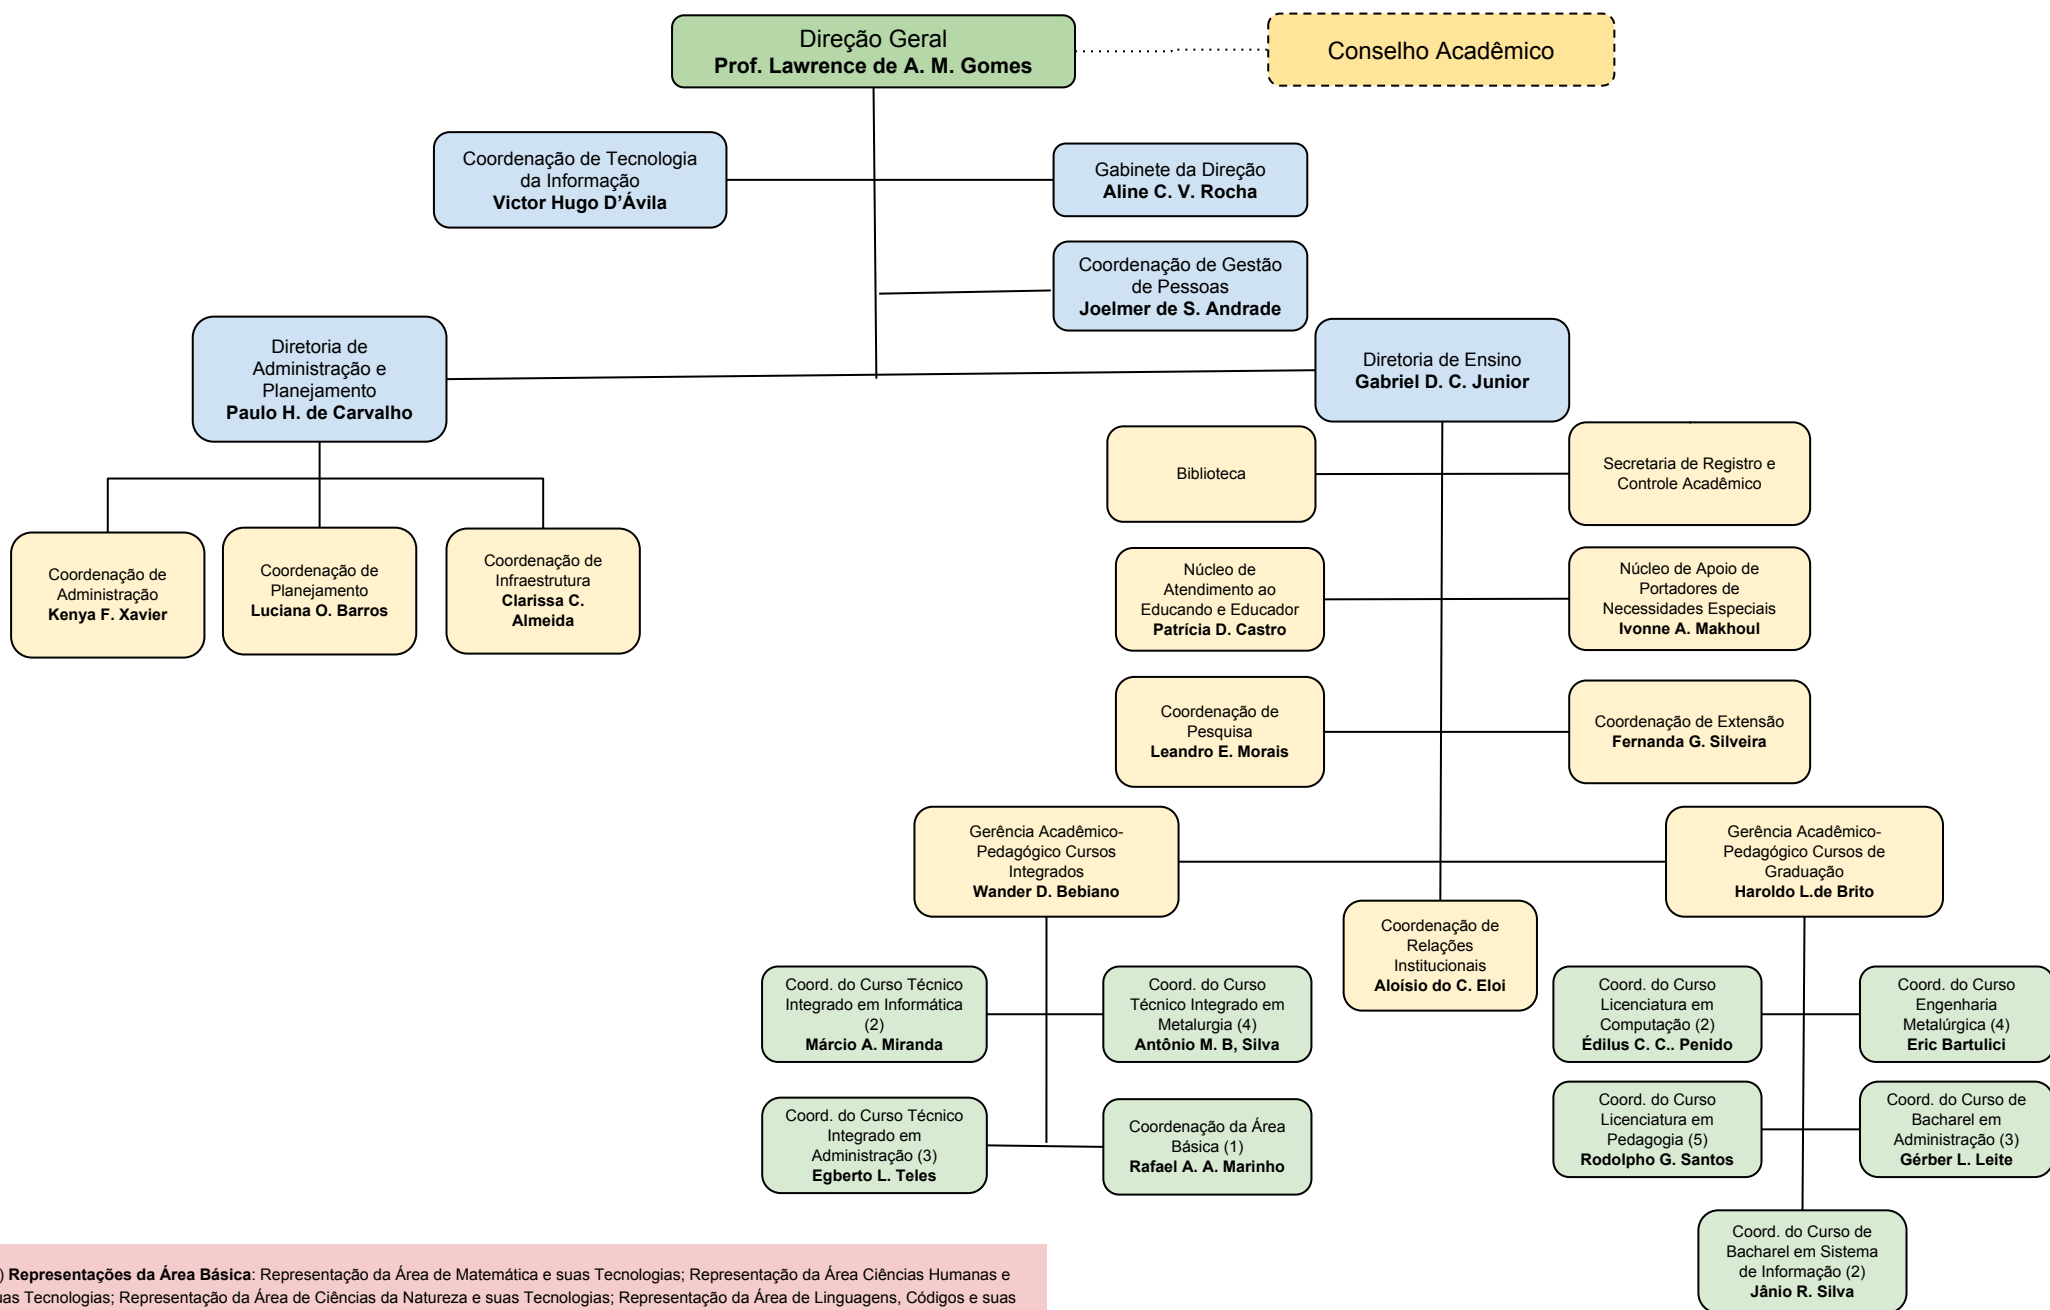 Direção Geral
Prof. Lawrence de A. M. Gomes
Conselho Acadêmico
Coordenação de Tecnologia
da Informação
Victor Hugo D'Ávila
Gabinete da Direção
Aline C. V. Rocha
Coordenação de Gestão
de Pessoas
Joelmer de S. Andrade
Diretoria de
Administração e
Planejamento
Paulo H. de Carvalho
Diretoria de Ensino
Gabriel D. C. Junior
Biblioteca
Secretaria de Registro e
Controle Acadêmico
Coordenação de
Administração
Kenya F. Xavier
Coordenação de
Planejamento
Luciana O. Barros
Coordenação de
Infraestrutura
Clarissa C.
Almeida
Núcleo de
Atendimento ao
Educando e Educador
Patrícia D. Castro
Núcleo de Apoio de
Portadores de
Necessidades Especiais
Ivonne A. Makhoul
Coordenação de
Pesquisa
Leandro E. Morais
Coordenação de Extensão
Fernanda G. Silveira
Gerência Acadêmico-
Pedagógico Cursos
Integrados
Wander D. Bebiano
Gerência Acadêmico-
Pedagógico Cursos de
Graduação
Haroldo L.de Brito
Coordenação de
Relações
Institucionais
Aloísio do C. Eloi
Coord. do Curso Técnico
Integrado em Informática
(2)
Márcio A. Miranda
Coord. do Curso
Técnico Integrado em
Metalurgia (4)
Antônio M. B, Silva
Coord. do Curso
Licenciatura em
Computação (2)
Édilus C. C.. Penido
Coord. do Curso
Engenharia
Metalúrgica (4)
Eric Bartulici
Coord. do Curso Técnico
Integrado em
Administração (3)
Egberto L. Teles
Coordenação da Área
Básica (1)
Rafael A. A. Marinho
Coord. do Curso
Licenciatura em
Pedagogia (5)
Rodolpho G. Santos
Coord. do Curso de
Bacharel em
Administração (3)
Gérber L. Leite
Coord. do Curso de
Bacharel em Sistema
de Informação (2)
Jânio R. Silva
) Representações da Área Básica: Representação da Área de Matemática e suas Tecnologias; Representação da Área Ciências Humanas e
uas Tecnologias; Representação da Área de Ciências da Natureza e suas Tecnologias; Representação da Área de Linguagens, Códigos e suas